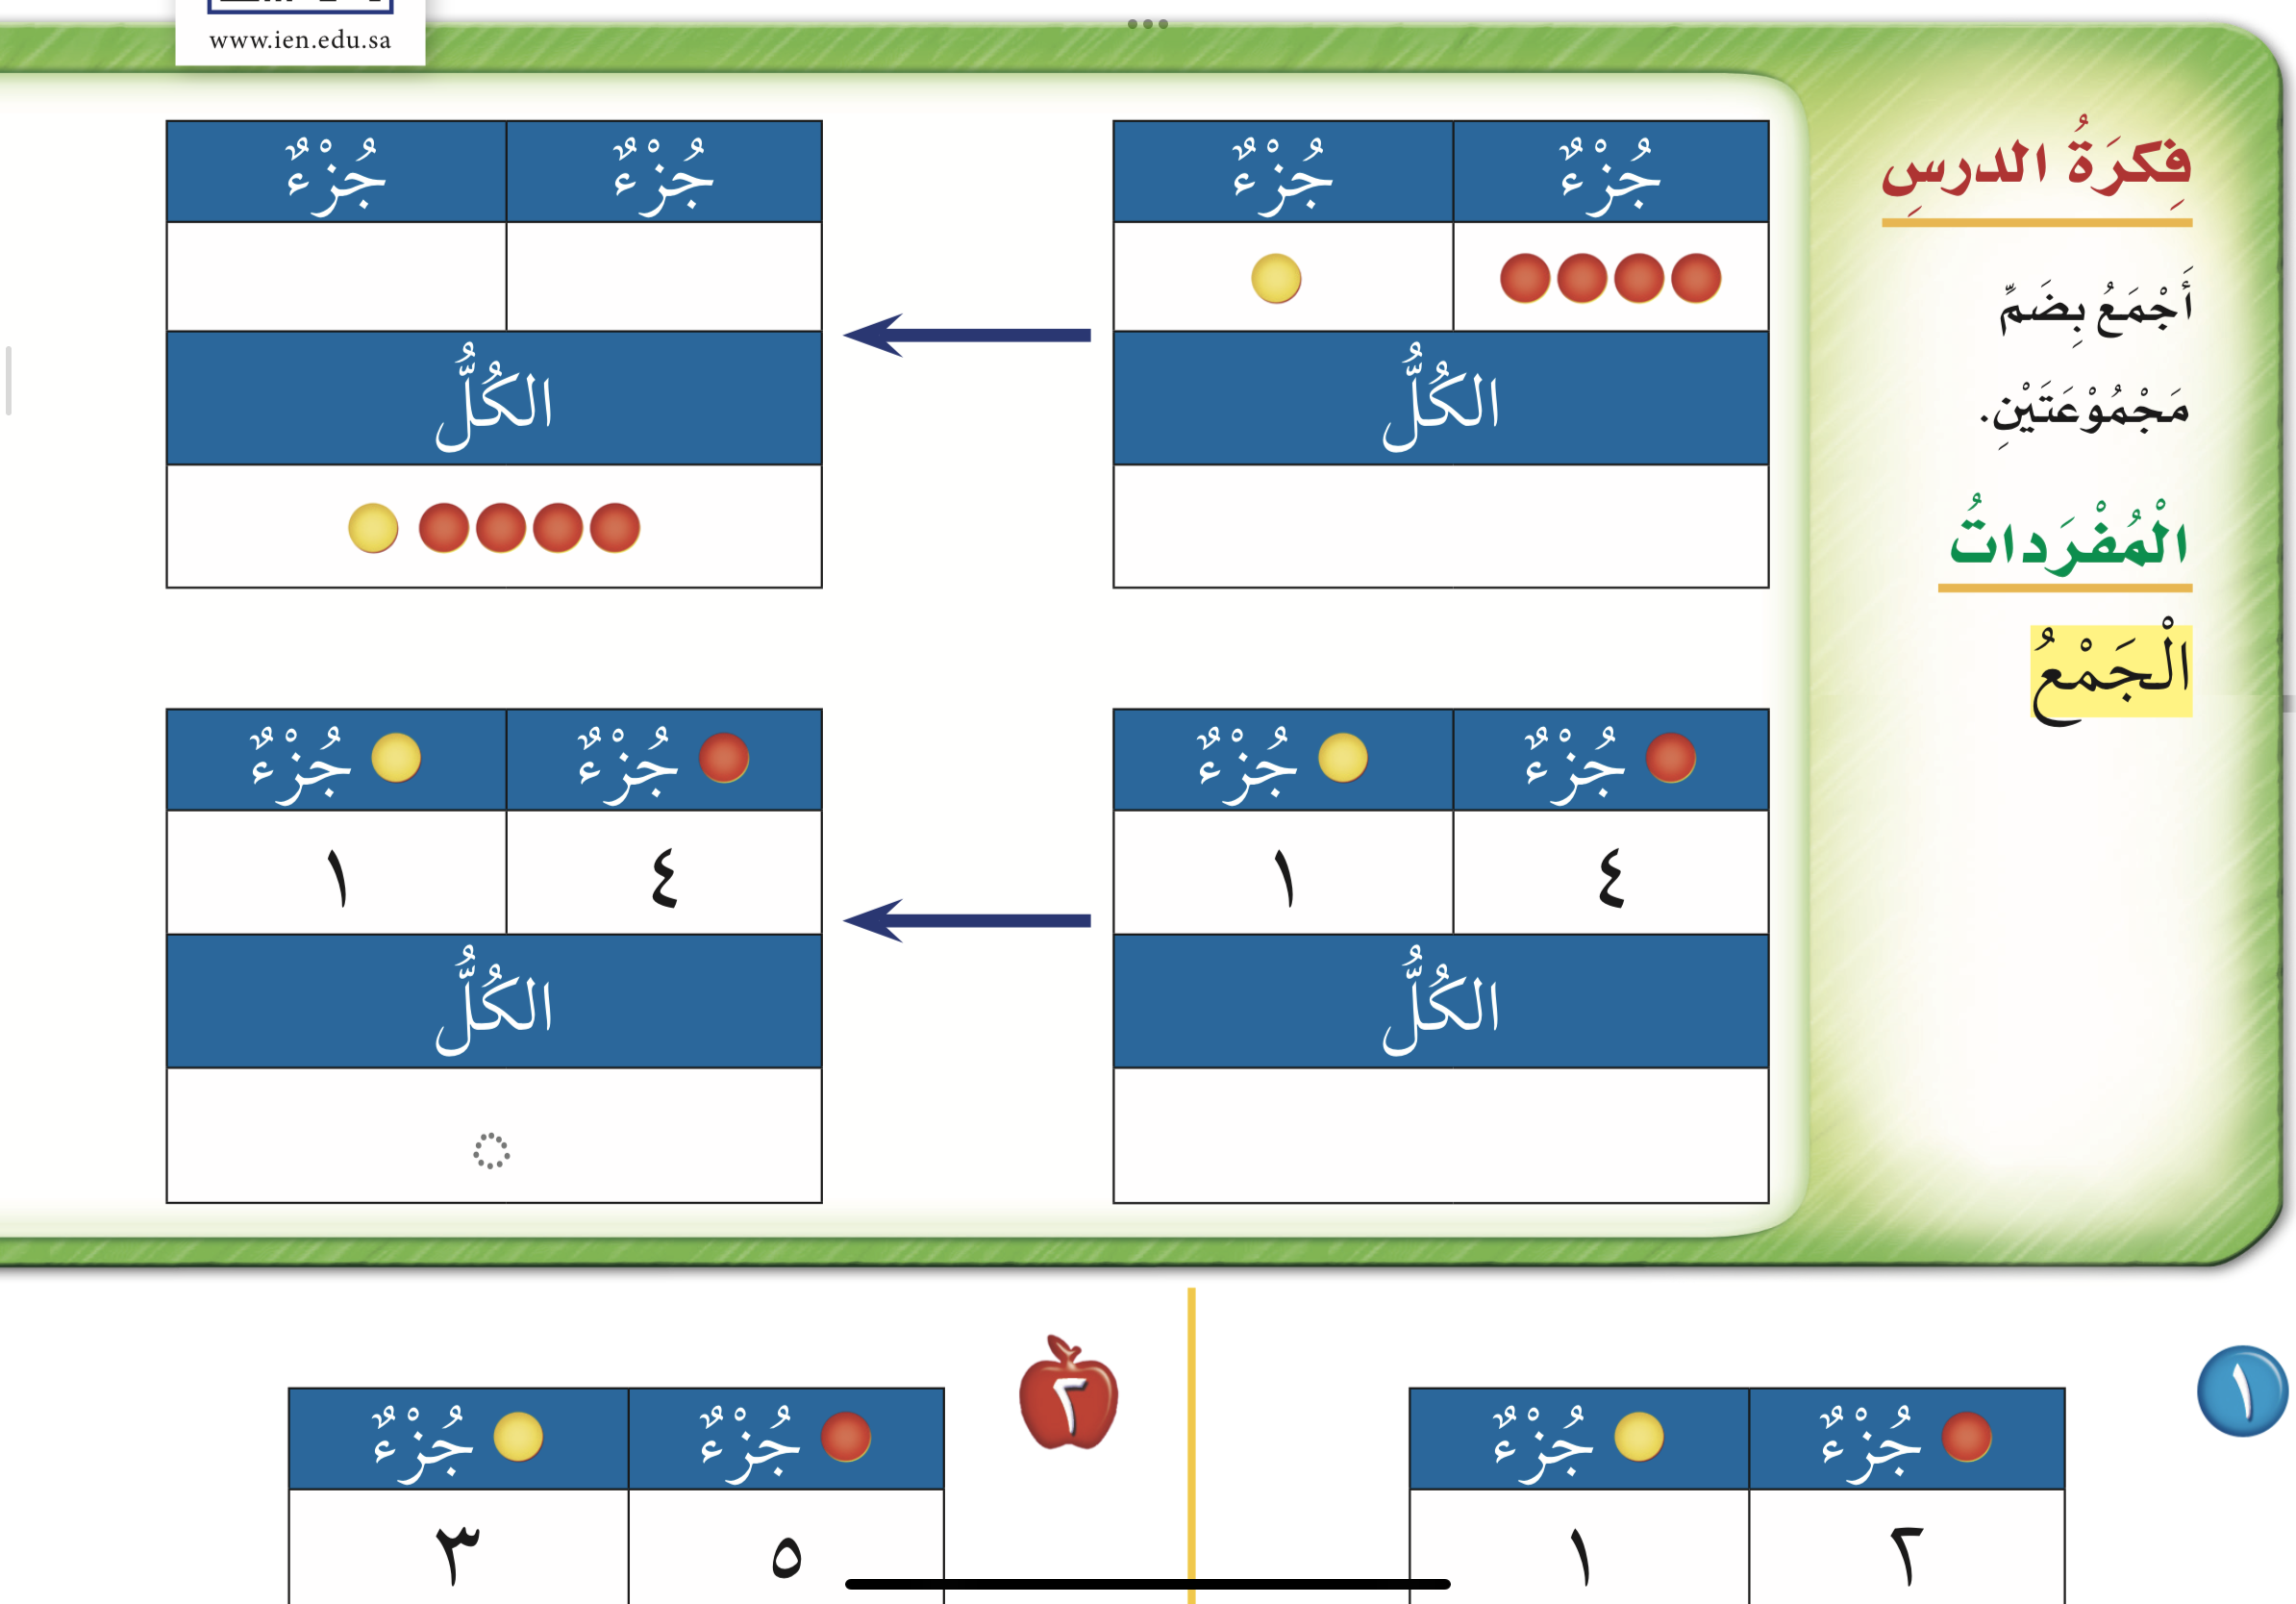 www.ien.edu.sa
فِكرَةُ الدرسِ
أَجْمَعُ بِضَمِّ
مَجْمُوْعَتَيْنِ.
الْمُفْرَداتُ
الْجَمْعُ
جُزْءٌ جُزْءٌ
الكُلُّ
جُزْءٌ جُزْءٌ
الكُلُّ
جُزْءٌ جُزْءٌ
٤ ١
الكُلُّ
جُزْءٌ جُزْءٌ
٤ ١
الكُلُّ
١
جُزْءٌ جُزْءٌ
٢ ١
٢
جُزْءٌ جُزْءٌ
٥ ٣